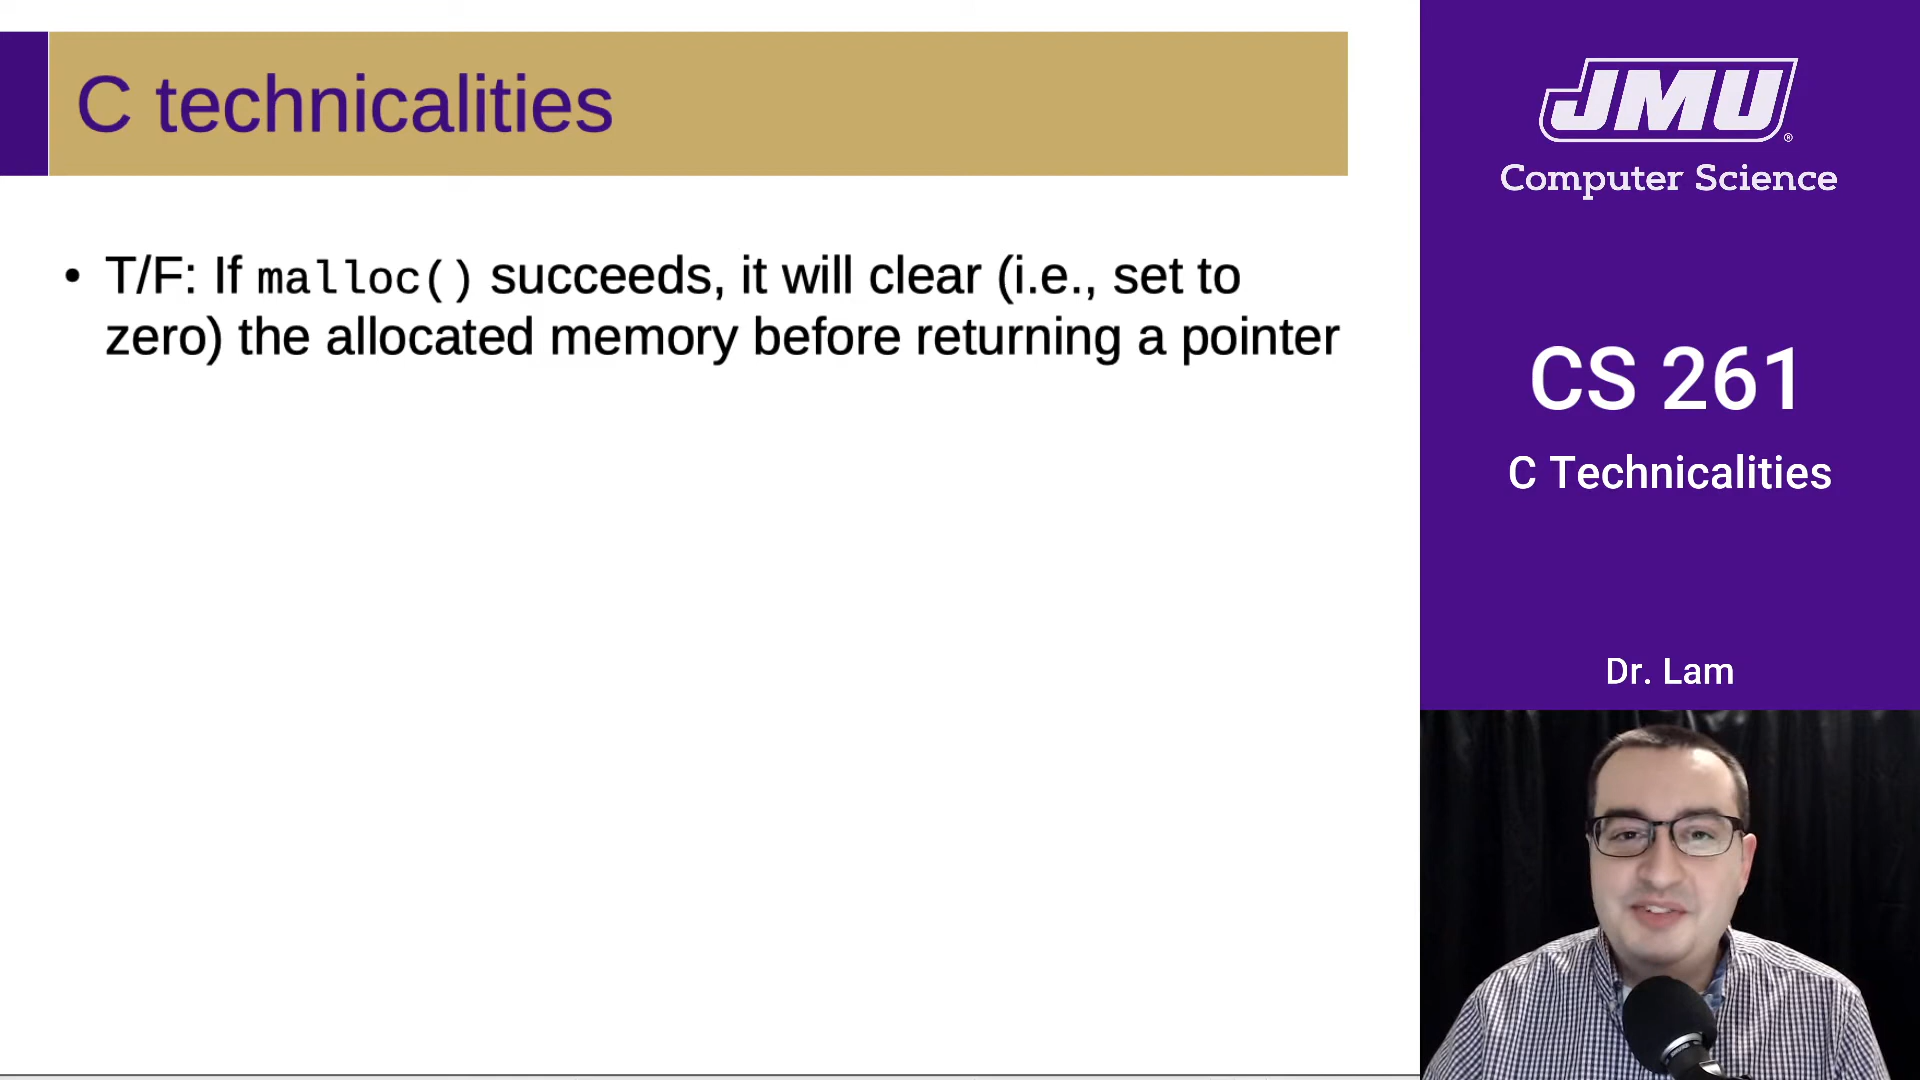 C technicalities
• T/F: If malloc() succeeds, it will clear (i.e., set to
zero) the allocated memory before returning a pointer
JMU®
Computer Science
CS 261
C Technicalities
Dr. Lam